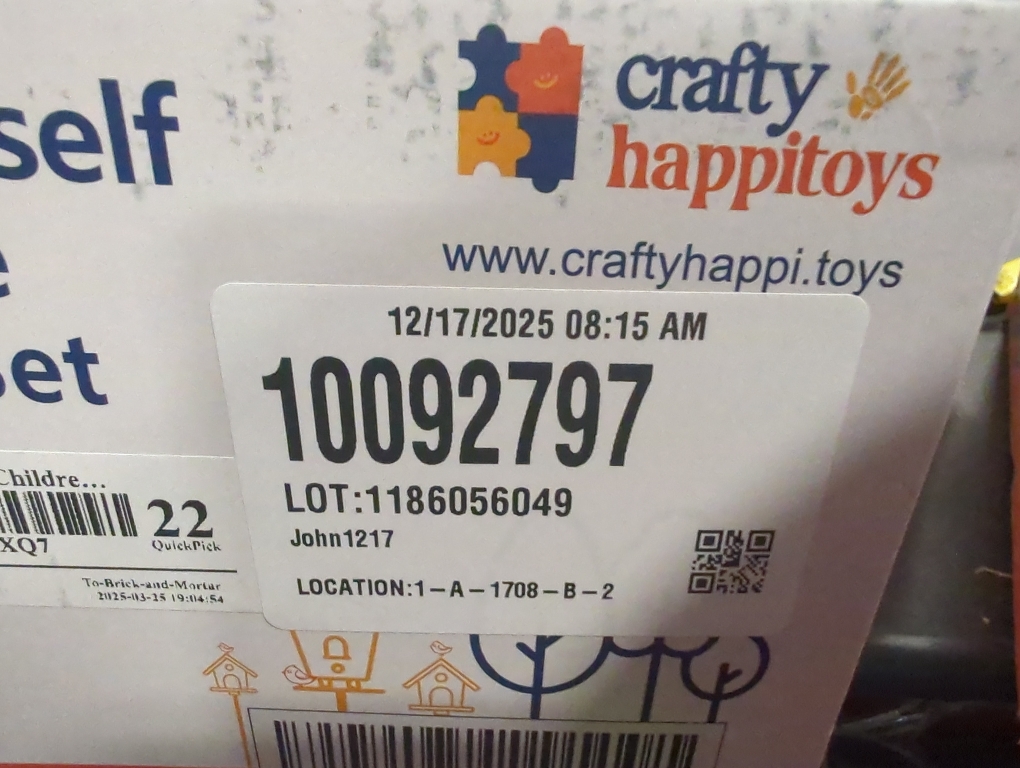 self
crafty
happitoys
www.craftyhappi.toys
12/17/2025 08:15 AM
10092797
LOT:1186056049
John1217
LOCATION:1-A-1708-B-2
et
Childre...
XQ7
22
QuickPick
To-Brick-and-Mortar
2025-03-25 19:04:54